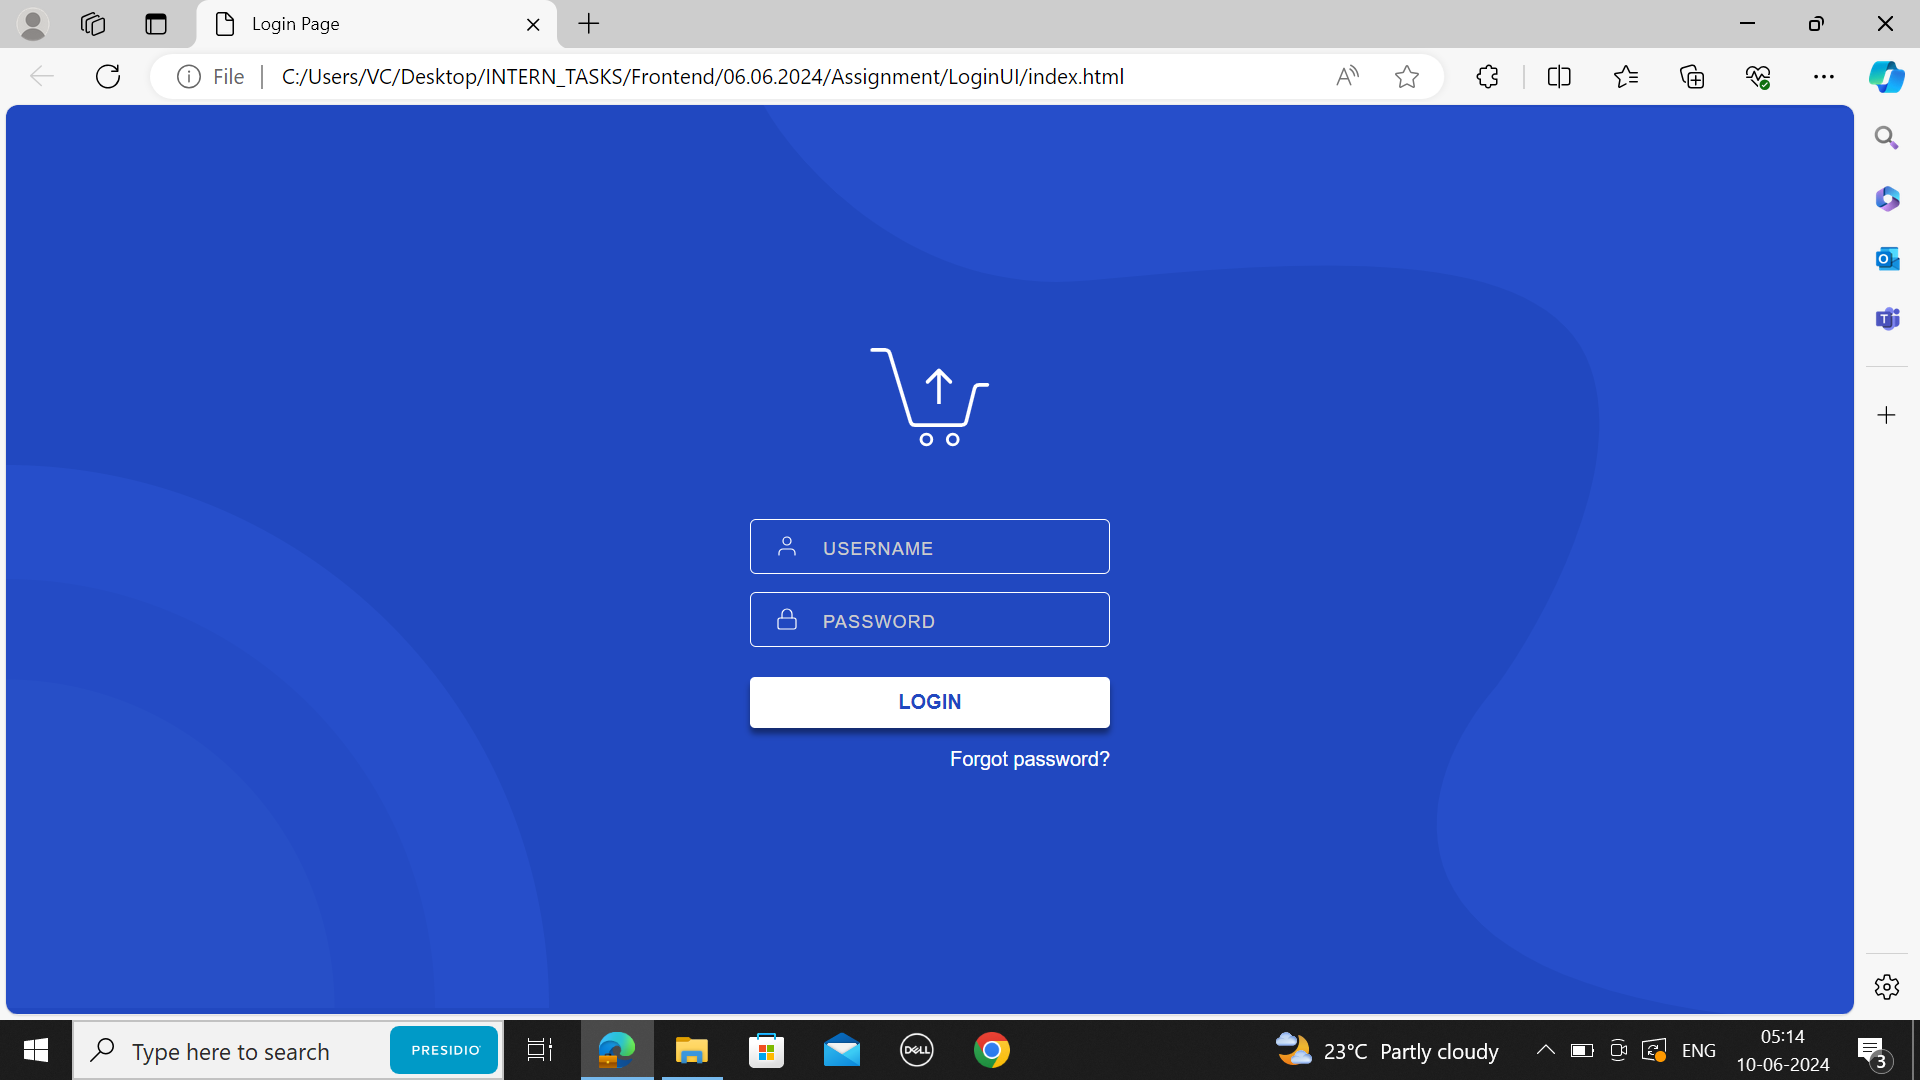 Login Page
File
C:/Users/VC/Desktop/INTERN_TASKS/Frontend/06.06.2024/Assignment/LoginUI/index.html
USERNAME
PASSWORD
LOGIN
Forgot password?
Type here to search
PRESIDIO
DELL
23°C Partly cloudy
ENG
05:14
10-06-2024
3